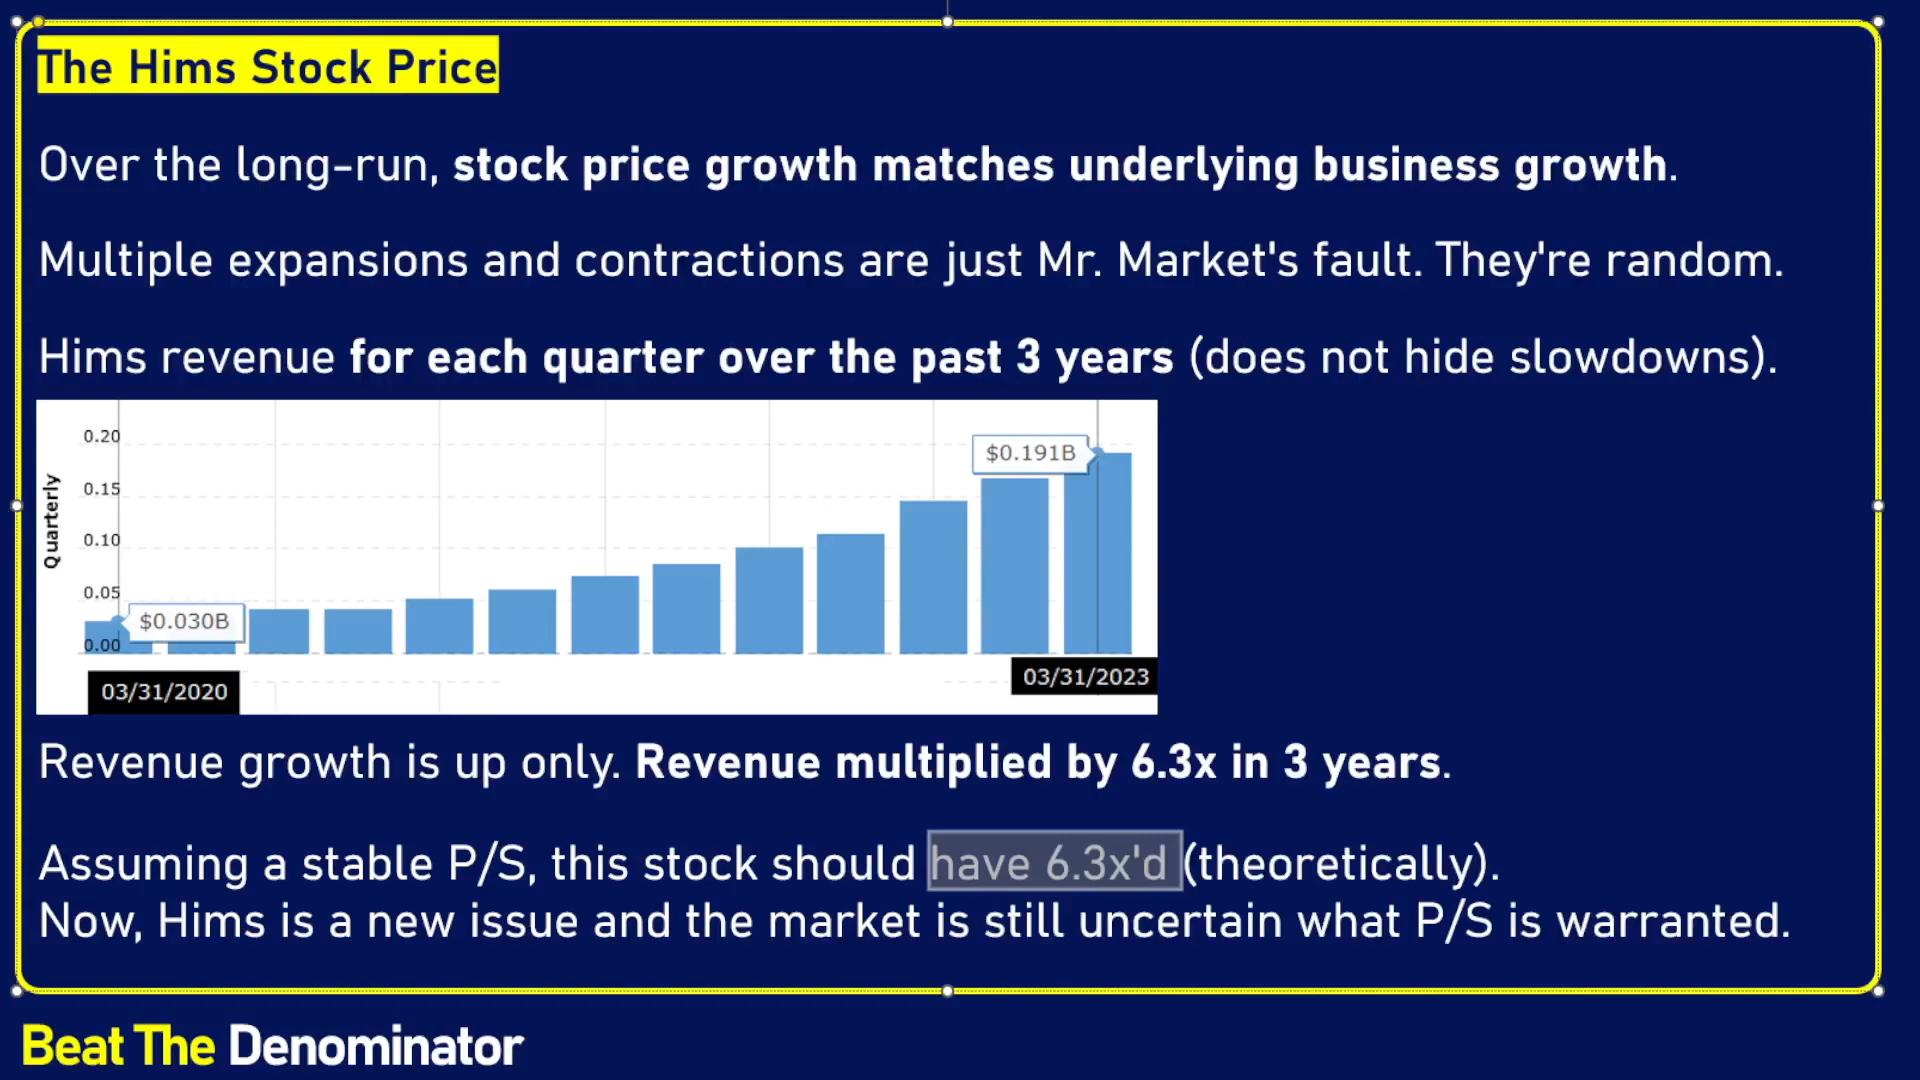 The Hims Stock Price
Over the long-run, stock price growth matches underlying business growth.
Multiple expansions and contractions are just Mr. Market's fault. They're random.
Hims revenue for each quarter over the past 3 years (does not hide slowdowns).
Quarterly
0.20
$0.191B
0.15
0.10
0.05
$0.030B
0.00
03/31/2020
03/31/2023
Revenue growth is up only. Revenue multiplied by 6.3x in 3 years.
Assuming a stable P/S, this stock should have 6.3x'd (theoretically).
Now, Hims is a new issue and the market is still uncertain what P/S is warranted.
Beat The Denominator